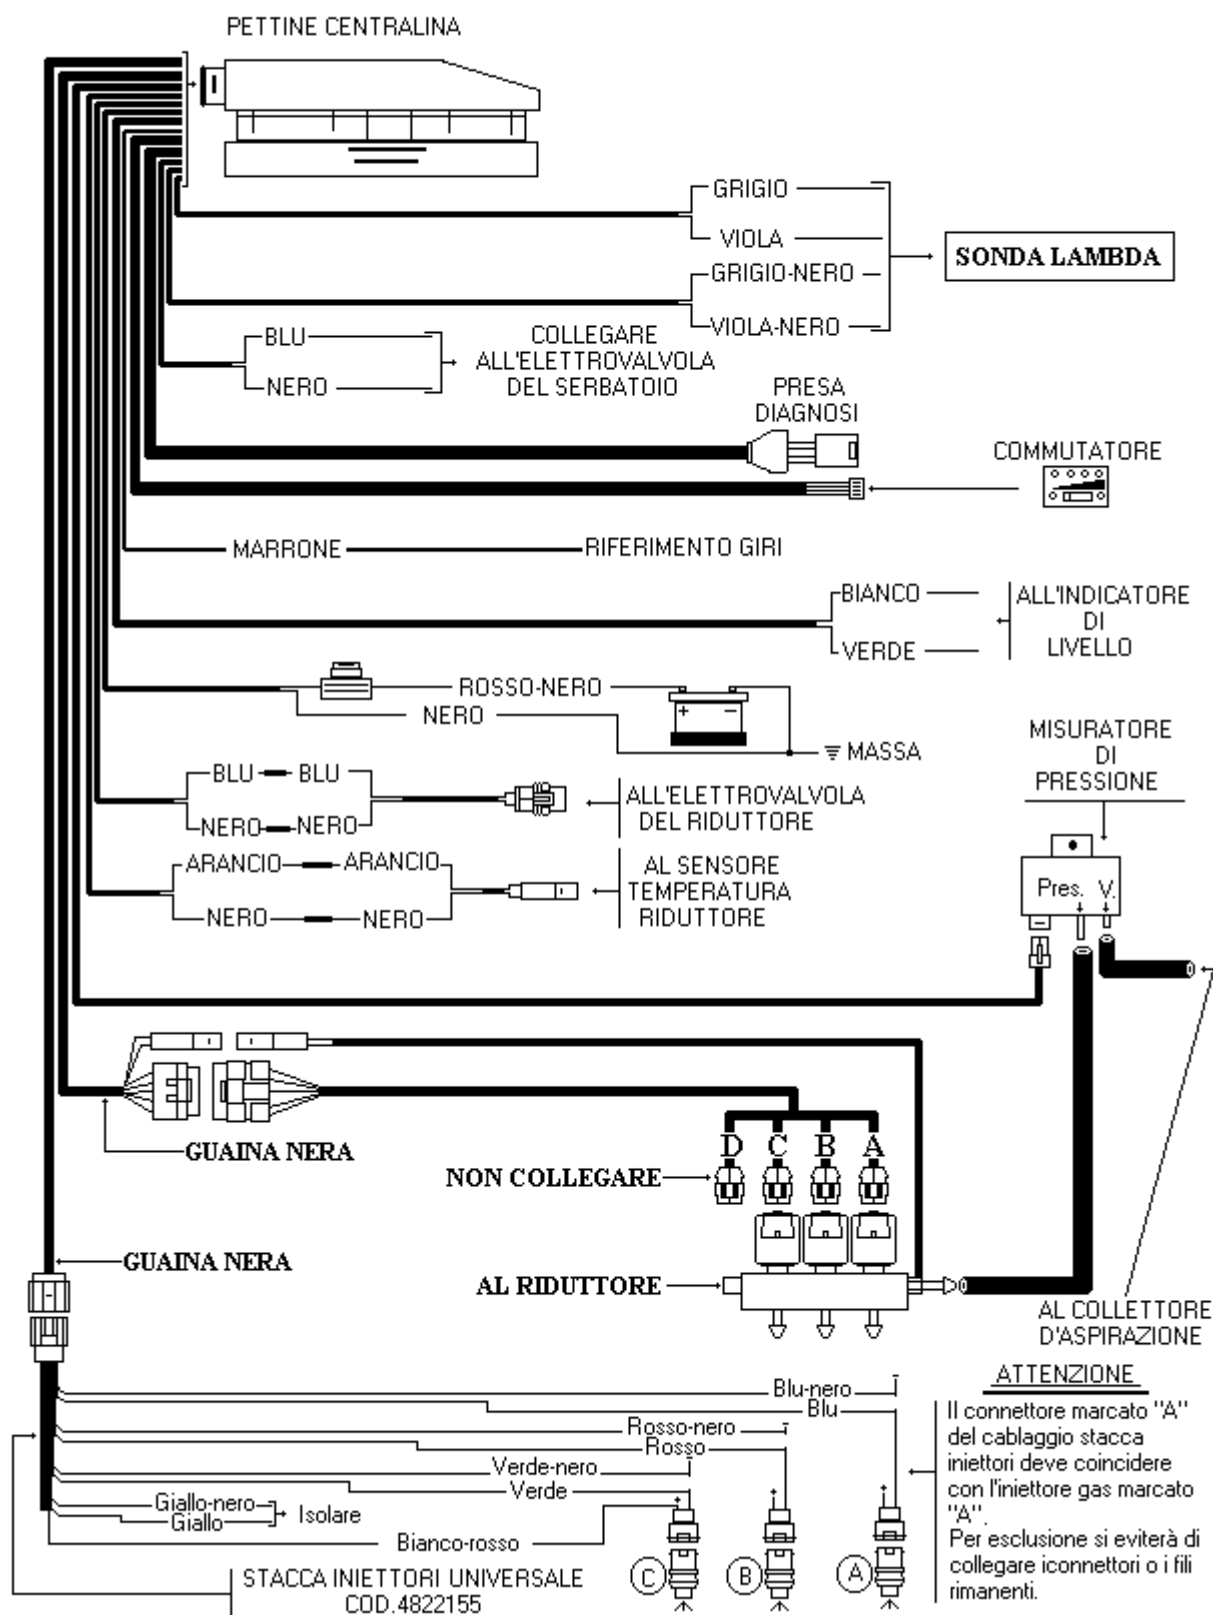 PETTINE CENTRALINA
GRIGIO
VIOLA
GRIGIO-NERO
VIOLA-NERO
SONDA LAMBDA
BLU
NERO
COLLEGARE
ALL'ELETTROVALVOLA
DEL SERBATOIO
PRESA
DIAGNOSI
COMMUTATORE
MARRONE
RIFERIMENTO GIRI
BIANCO
VERDE
ALL'INDICATORE
DI
LIVELLO
ROSSO-NERO
NERO
+ −
MASSA
MISURATORE
DI
PRESSIONE
BLU BLU
NERO NERO
ALL'ELETTROVALVOLA
DEL RIDUTTORE
ARANCIO ARANCIO
NERO NERO
AL SENSORE
TEMPERATURA
RIDUTTORE
Pres. V.
GUAINA NERA
D C B A
NON COLLEGARE
GUAINA NERA
AL RIDUTTORE
AL COLLETTORE
D'ASPIRAZIONE
Blu-nero
Blu
Rosso-nero
Rosso
Verde-nero
Verde
Giallo-nero
Giallo
Isolare
Bianco-rosso
C B A
STACCA INIETTORI UNIVERSALE
COD.4822155
ATTENZIONE
Il connettore marcato "A"
del cablaggio stacca
iniettori deve coincidere
con l'iniettore gas marcato
"A".
Per esclusione si eviterà di
collegare iconnettori o i fili
rimanenti.